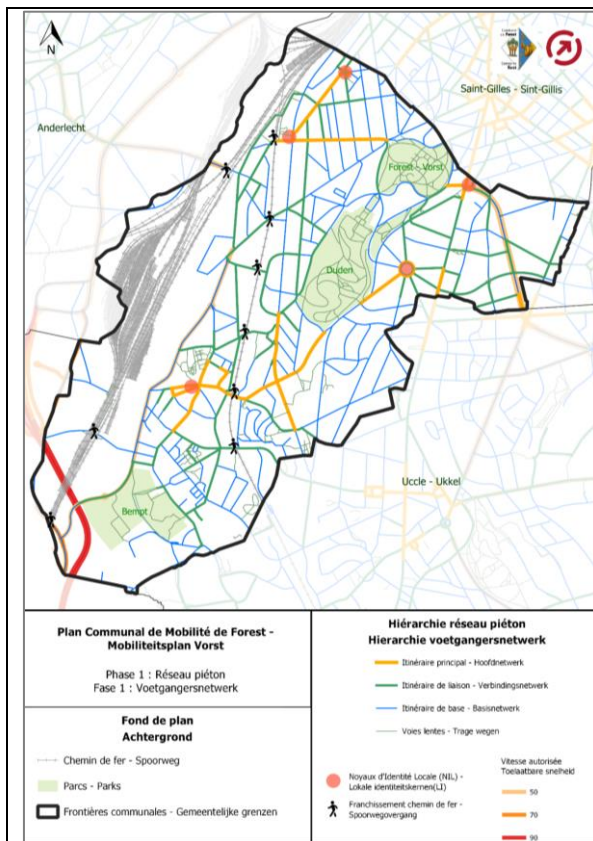 N
Saint-Gilles - Sint-Gillis
Anderlecht
Forest - Vorst
Duden
Uccle - Ukkel
Bempt
Plan Communal de Mobilité de Forest -
Mobiliteitsplan Vorst
Phase 1 : Réseau piéton
Fase 1 : Voetgangersnetwerk
Fond de plan
Achtergrond
Chemin de fer - Spoorweg
Parcs - Parks
Frontières communales - Gemeentelijke grenzen
Hiérarchie réseau piéton
Hierarchie voetgangersnetwerk
Itinéraire principal - Hoofdnetwerk
Itinéraire de liaison - Verbindingsnetwerk
Itinéraire de base - Basisnetwerk
Voies lentes - Trage wegen
Noyaux d'Identité Locale (NIL) -
Lokale identiteitskernen(LI)
Franchissement chemin de fer -
Spoorwegovergang
Vitesse autorisée
Toelaatbare snelheid
50
70
90